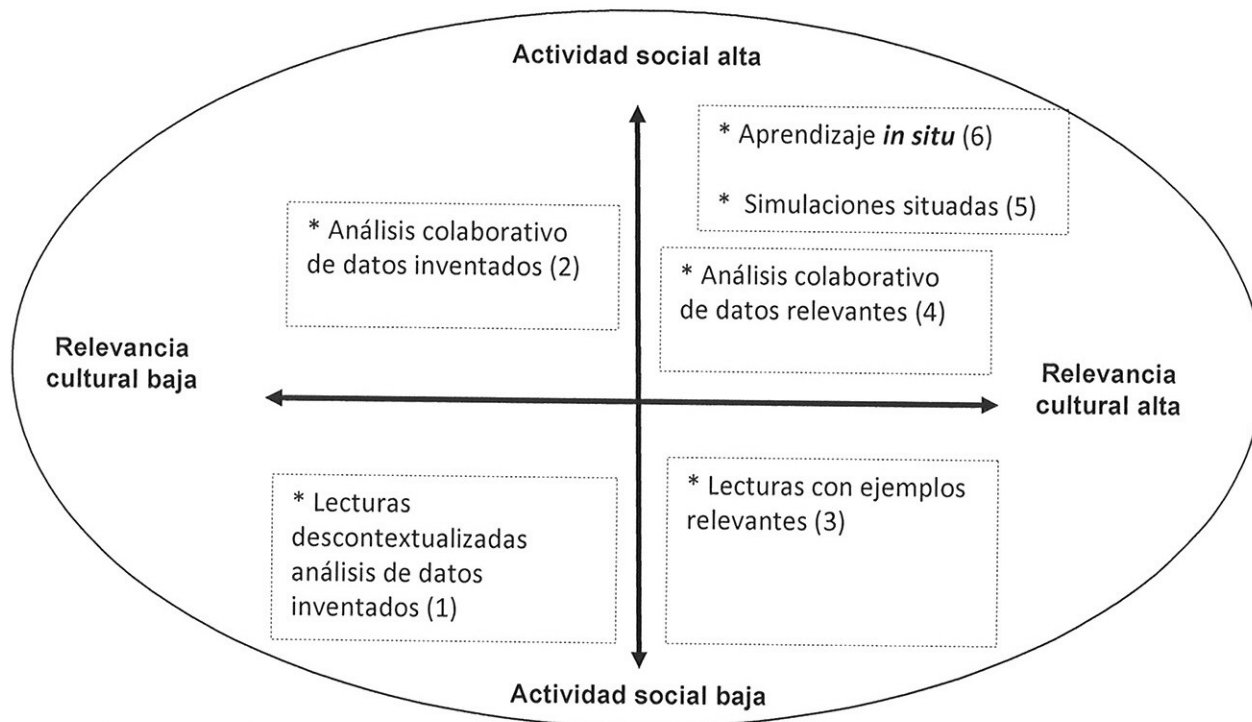 Actividad social alta
* Aprendizaje in situ (6)
* Simulaciones situadas (5)
* Análisis colaborativo
de datos inventados (2)
* Análisis colaborativo
de datos relevantes (4)
Relevancia
cultural baja
Relevancia
cultural alta
* Lecturas
descontextualizadas
análisis de datos
inventados (1)
* Lecturas con ejemplos
relevantes (3)
Actividad social baja